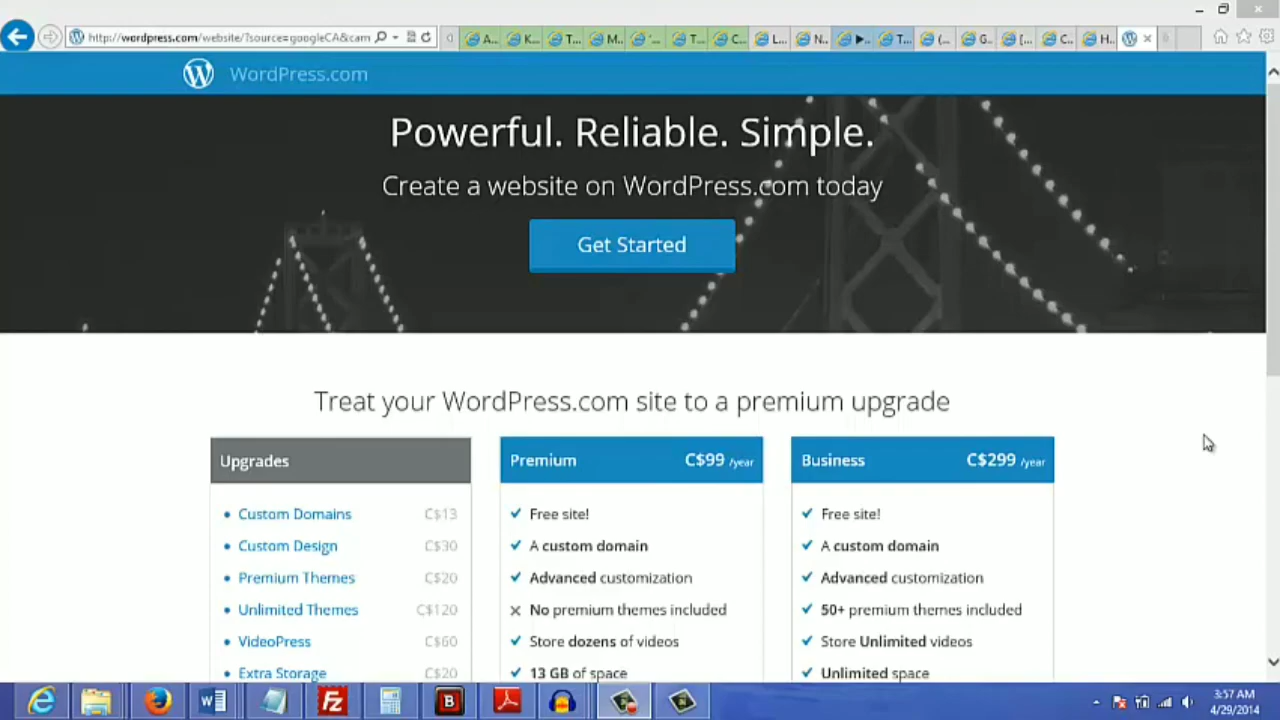 http://wordpress.com/website/?source=googleCA&cam
A...
K...
T...
M...
'...
T...
C...
L...
N...
T...
(...
G...
[...
C...
H...
WordPress.com
Powerful. Reliable. Simple.
Create a website on WordPress.com today
Get Started
Treat your WordPress.com site to a premium upgrade
Upgrades
Custom Domains C$13
Custom Design C$30
Premium Themes C$20
Unlimited Themes C$120
VideoPress C$60
Extra Storage C$20
Premium C$99 /year
Free site!
A custom domain
Advanced customization
No premium themes included
Store dozens of videos
13 GB of space
Business C$299 /year
Free site!
A custom domain
Advanced customization
50+ premium themes included
Store Unlimited videos
Unlimited space
3:57 AM
4/29/2014